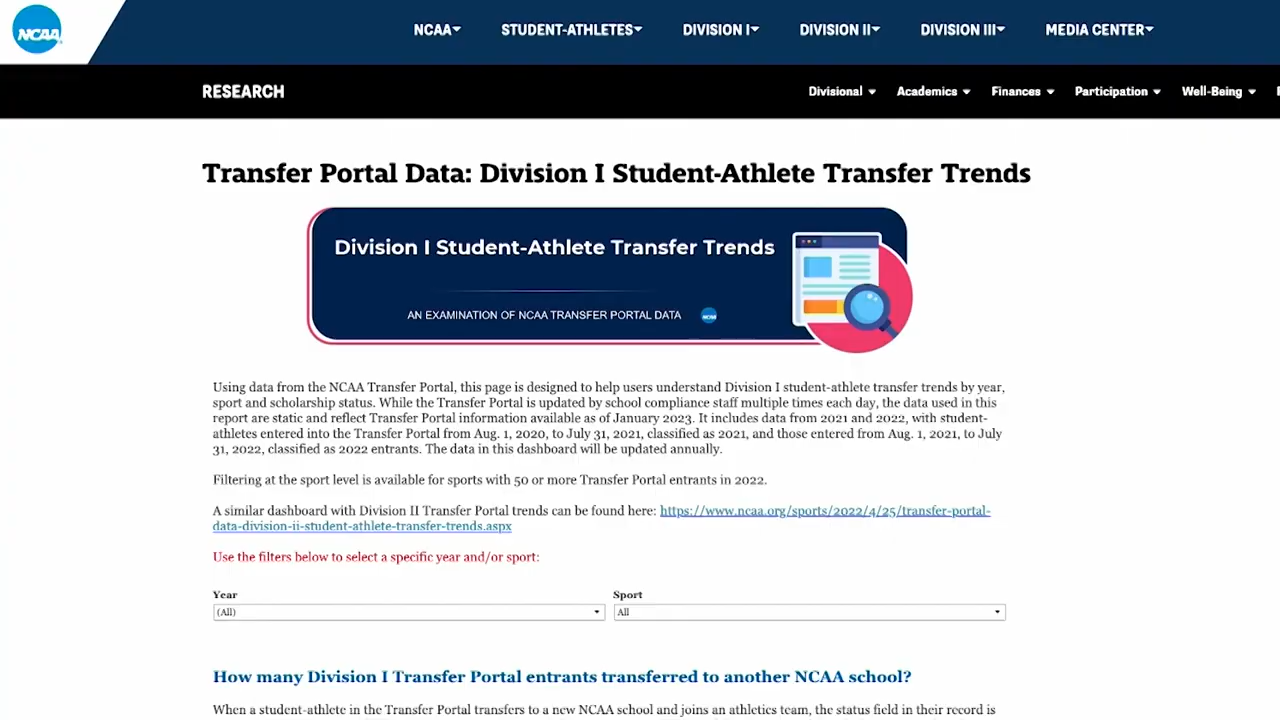 NCAA
NCAA STUDENT-ATHLETES DIVISION I DIVISION II DIVISION III MEDIA CENTER
RESEARCH
Divisional Academics Finances Participation Well-Being
Transfer Portal Data: Division I Student-Athlete Transfer Trends
Division I Student-Athlete Transfer Trends
AN EXAMINATION OF NCAA TRANSFER PORTAL DATA NCAA
Using data from the NCAA Transfer Portal, this page is designed to help users understand Division I student-athlete transfer trends by year,
sport and scholarship status. While the Transfer Portal is updated by school compliance staff multiple times each day, the data used in this
report are static and reflect Transfer Portal information available as of January 2023. It includes data from 2021 and 2022, with student-
athletes entered into the Transfer Portal from Aug. 1, 2020, to July 31, 2021, classified as 2021, and those entered from Aug. 1, 2021, to July
31, 2022, classified as 2022 entrants. The data in this dashboard will be updated annually.
Filtering at the sport level is available for sports with 50 or more Transfer Portal entrants in 2022.
A similar dashboard with Division II Transfer Portal trends can be found here: https://www.ncaa.org/sports/2022/4/25/transfer-portal-
data-division-ii-student-athlete-transfer-trends.aspx
Use the filters below to select a specific year and/or sport:
Year Sport
(All) All
How many Division I Transfer Portal entrants transferred to another NCAA school?
When a student-athlete in the Transfer Portal transfers to a new NCAA school and joins an athletics team, the status field in their record is